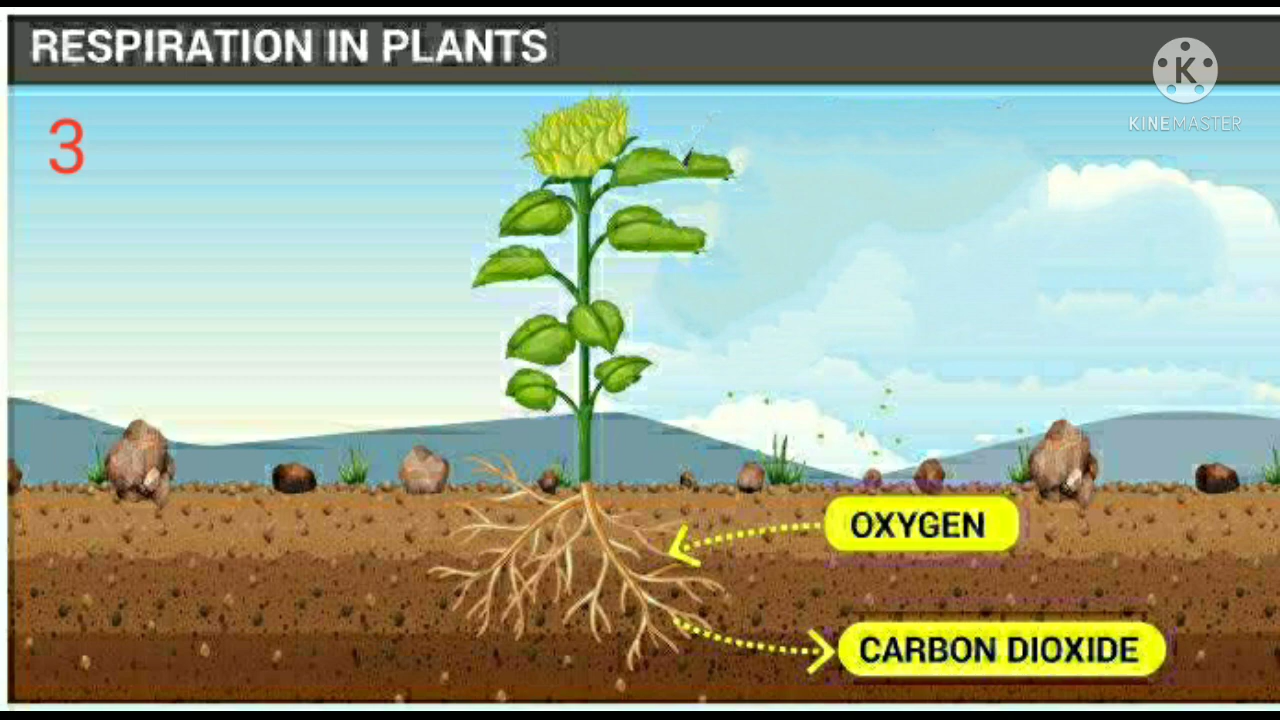 RESPIRATION IN PLANTS
K
KINEMASTER
3
OXYGEN
CARBON DIOXIDE